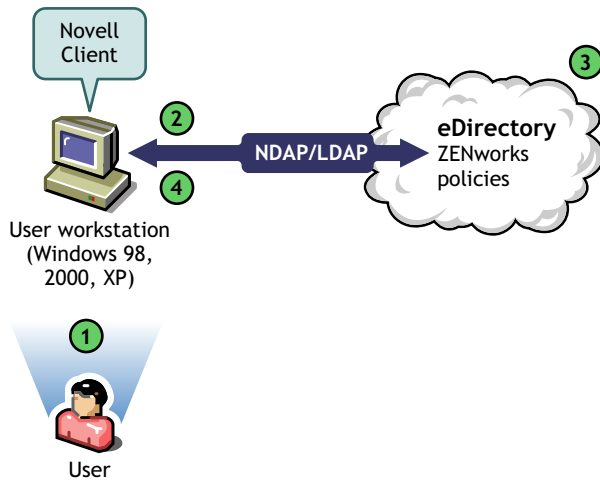 Novell
Client
3
2
eDirectory
ZENworks
policies
NDAP/LDAP
4
User workstation
(Windows 98,
2000, XP)
1
User